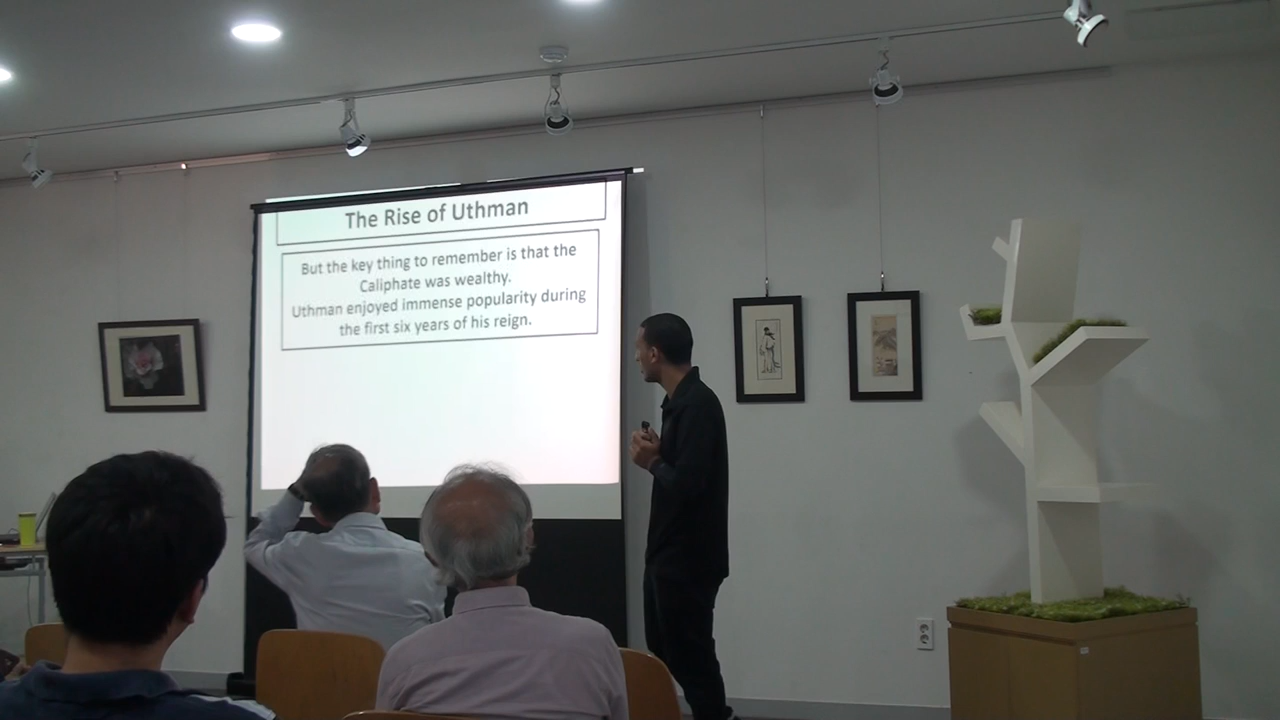 The Rise of Uthman
But the key thing to remember is that the
Caliphate was wealthy.
Uthman enjoyed immense popularity during
the first six years of his reign.